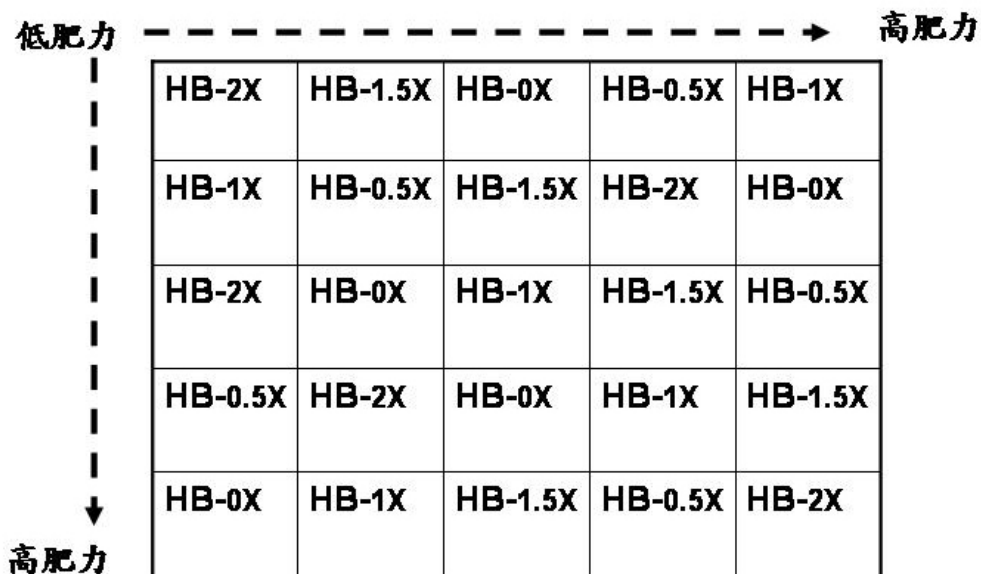 低肥力 高肥力
HB-2X HB-1.5X HB-0X HB-0.5X HB-1X
HB-1X HB-0.5X HB-1.5X HB-2X HB-0X
HB-2X HB-0X HB-1X HB-1.5X HB-0.5X
HB-0.5X HB-2X HB-0X HB-1X HB-1.5X
HB-0X HB-1X HB-1.5X HB-0.5X HB-2X
高肥力